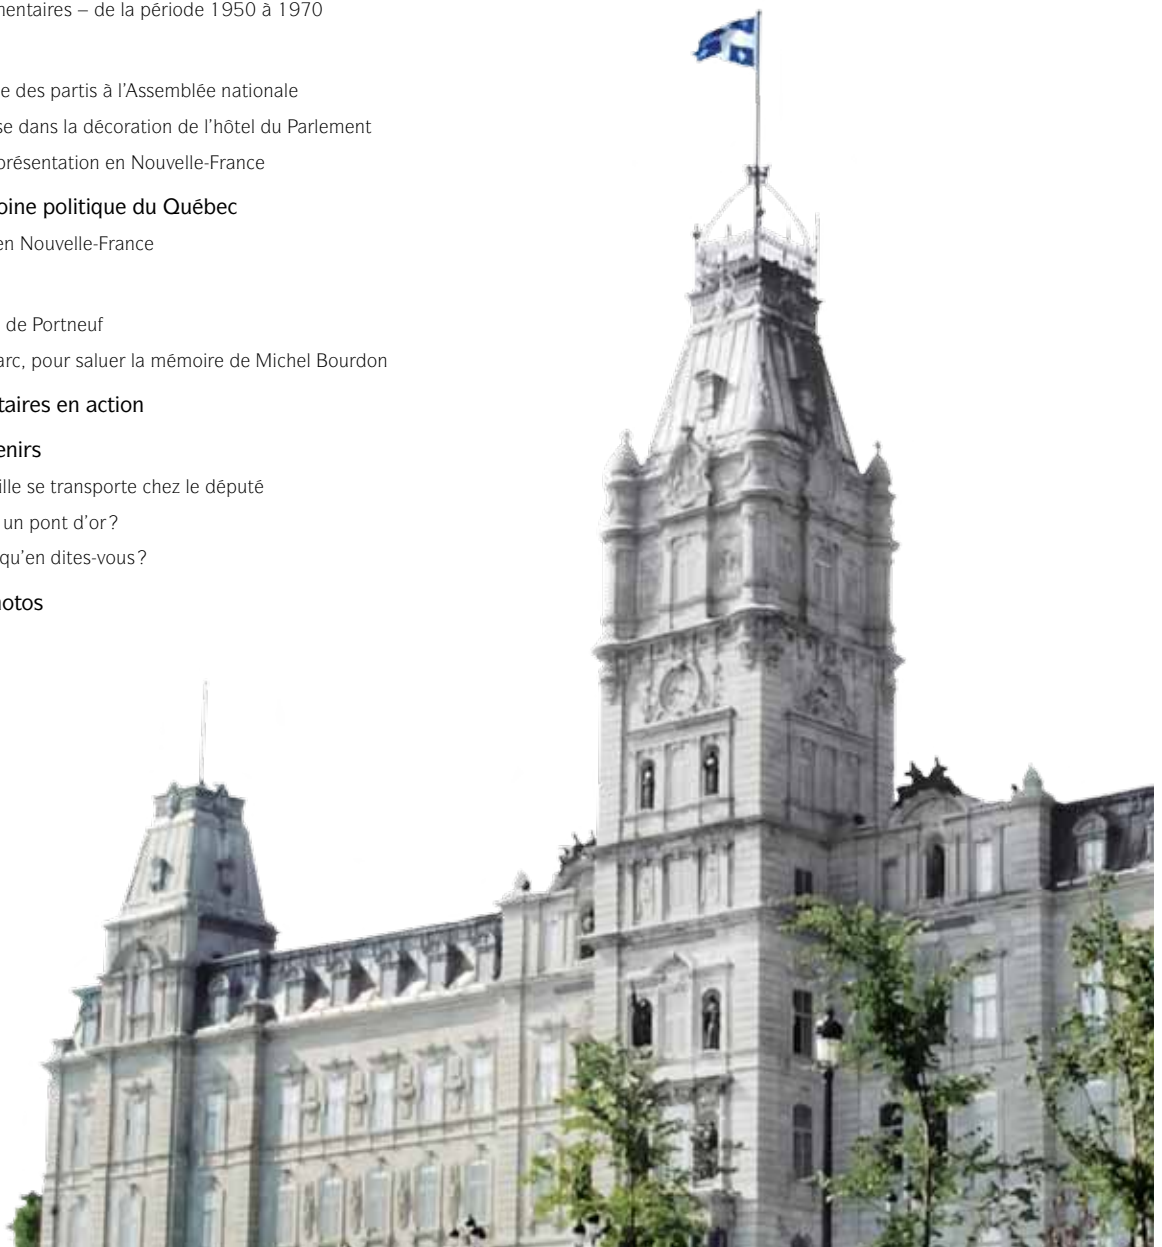 nentaires – de la période 1950 à 1970
e des partis à l'Assemblée nationale
se dans la décoration de l'hôtel du Parlement
présentation en Nouvelle-France
oine politique du Québec
en Nouvelle-France
de Portneuf
arc, pour saluer la mémoire de Michel Bourdon
taires en action
enirs
ille se transporte chez le député
un pont d'or ?
qu'en dites-vous ?
hotos